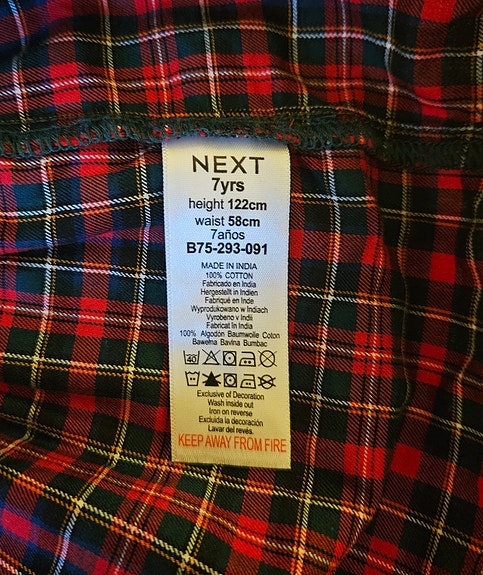 NEXT
7yrs
height 122cm
waist 58cm
7años
B75-293-091
MADE IN INDIA
100% COTTON
Fabricado en India
Hergestellt in Indien
Fabriqué en Inde
Wyprodukowano w Indiach
Vyrobeno v Indii
Fabricat în India
100% Algodón Baumwolle Coton
Bawełna Bavlna Bumbac
40
Exclusive of Decoration
Wash inside out
Iron on reverse
Excluida la decoración
Lavar del revés.
KEEP AWAY FROM FIRE